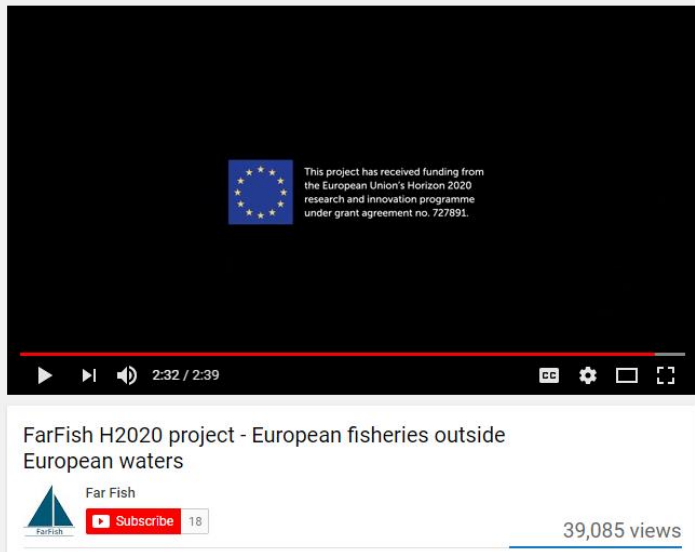 This project has received funding from
the European Union's Horizon 2020
research and innovation programme
under grant agreement no. 727891.
2:32 / 2:39
CC
FarFish H2020 project - European fisheries outside
European waters
Far Fish
FarFish
Subscribe 18
39,085 views